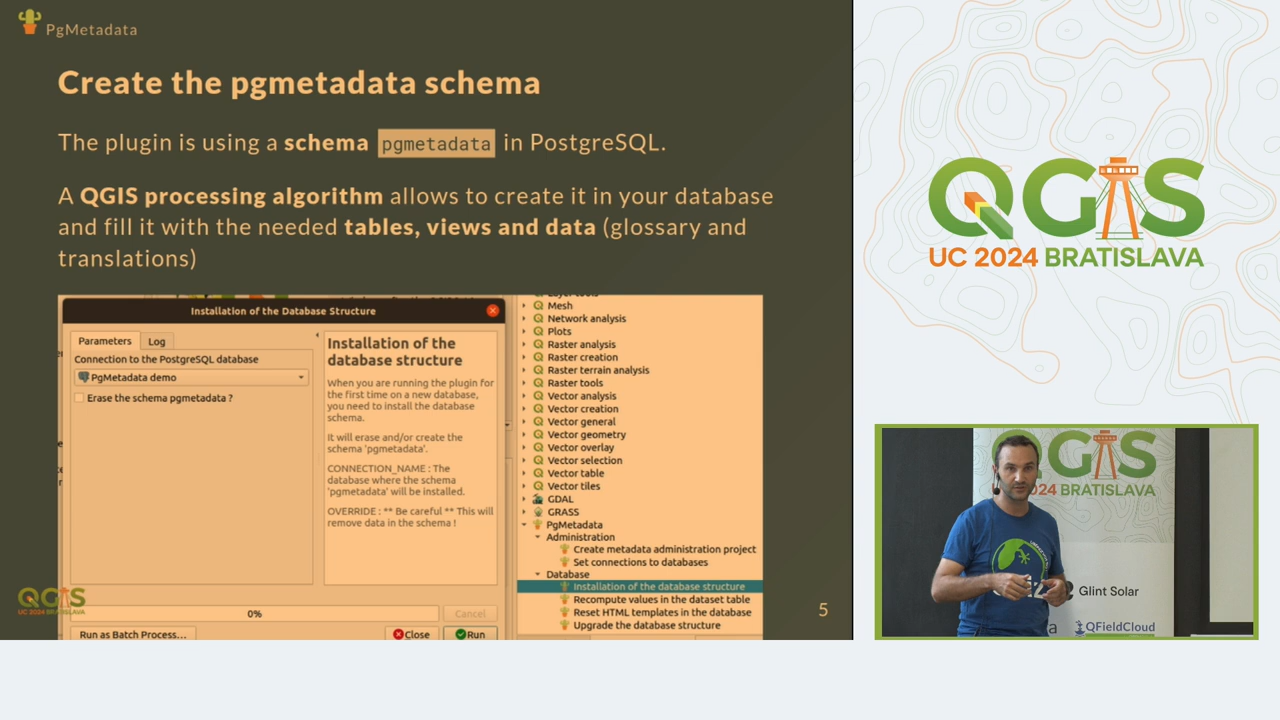 PgMetadata
Create the pgmetadata schema
The plugin is using a schema pgmetadata in PostgreSQL.
A QGIS processing algorithm allows to create it in your database
and fill it with the needed tables, views and data (glossary and
translations)
Installation of the Database Structure
Parameters
Log
Connection to the PostgreSQL database
PgMetadata demo
Erase the schema pgmetadata ?
Installation of the
database structure
When you are running the plugin for
the first time on a new database,
you need to install the database
schema.
It will erase and/or create the
schema 'pgmetadata'.
CONNECTION_NAME : The
database where the schema
'pgmetadata' will be installed.
OVERRIDE : ** Be careful ** This will
remove data in the schema !
0%
Cancel
Run as Batch Process...
Close
Run
Layer tools
Mesh
Network analysis
Plots
Raster analysis
Raster creation
Raster terrain analysis
Raster tools
Vector analysis
Vector creation
Vector general
Vector geometry
Vector overlay
Vector selection
Vector table
Vector tiles
GDAL
GRASS
PgMetadata
Administration
Create metadata administration project
Set connections to databases
Database
Installation of the database structure
Recompute values in the dataset table
Reset HTML templates in the database
Upgrade the database structure
QGIS
UC 2024 BRATISLAVA
5
QGIS
UC 2024 BRATISLAVA
GIS
024 BRATISLAVA
Glint Solar
QFieldCloud